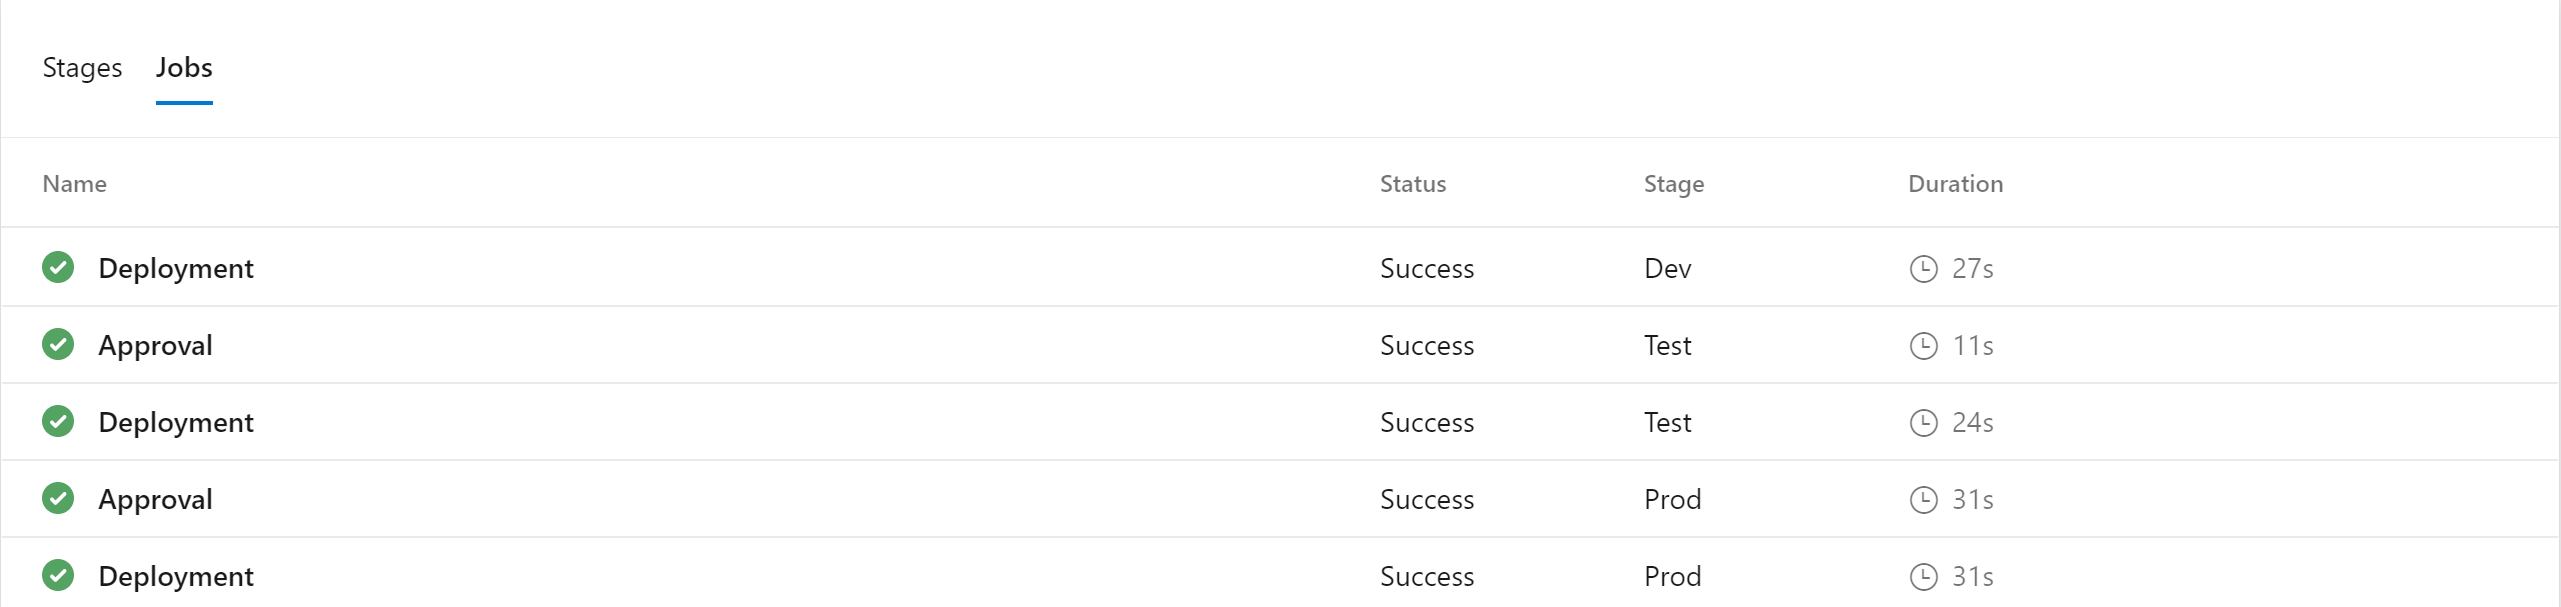 Stages Jobs
Name Status Stage Duration
Deployment Success Dev 27s
Approval Success Test 11s
Deployment Success Test 24s
Approval Success Prod 31s
Deployment Success Prod 31s